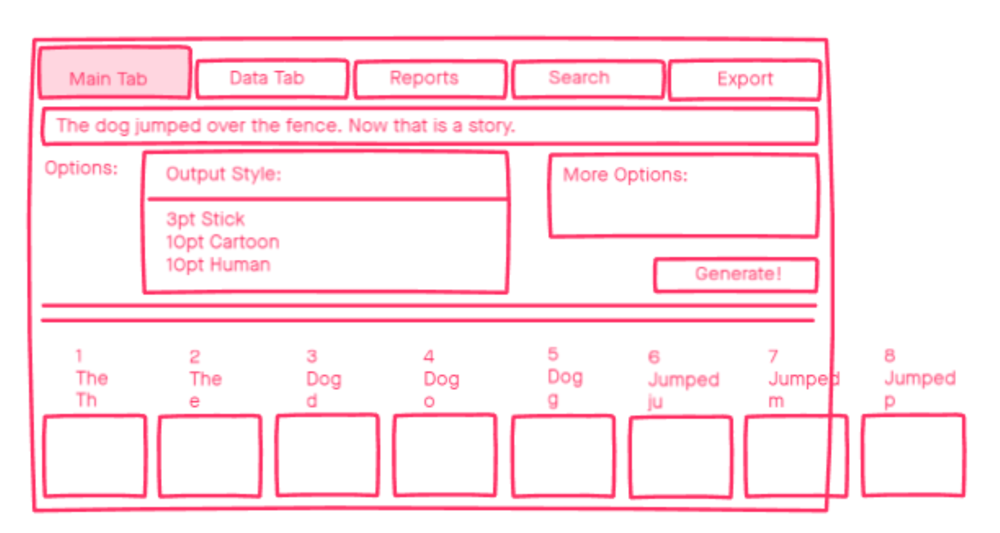 Main Tab
Data Tab
Reports
Search
Export
The dog jumped over the fence. Now that is a story.
Options:
Output Style:
3pt Stick
10pt Cartoon
10pt Human
More Options:
Generate!
1
The
Th
2
The
e
3
Dog
d
4
Dog
o
5
Dog
g
6
Jumped
ju
7
Jumped
m
8
Jumped
p